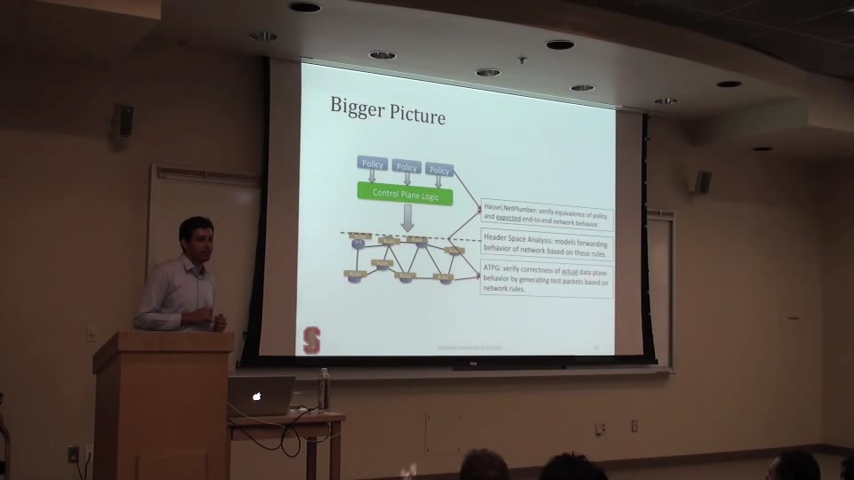 Bigger Picture
Policy Policy Policy
Control Plane Logic
Hassel,NetPlumber: verify equivalence of policy
and expected end-to-end network behavior.
Header Space Analysis: models forwarding
behavior of network based on these rules.
ATPG: verify correctness of actual data plane
behavior by generating test packets based on
network rules.
S